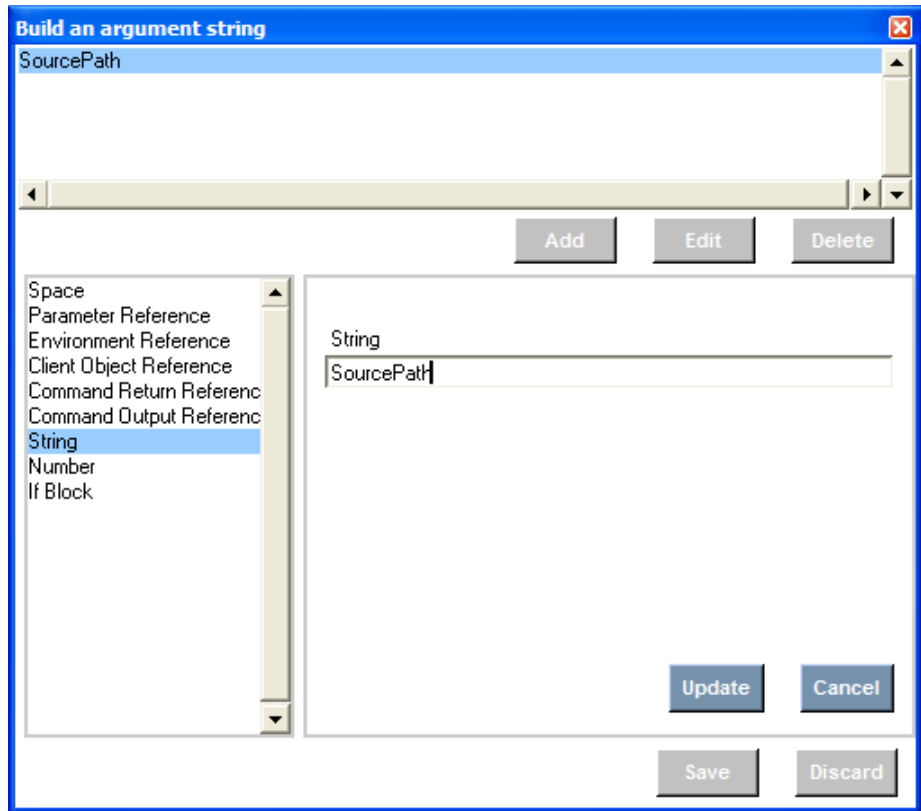 Build an argument string
SourcePath
Add Edit Delete
Space
Parameter Reference
Environment Reference
Client Object Reference
Command Return Referenc
Command Output Referenc
String
Number
If Block
String
SourcePath
Update Cancel
Save Discard